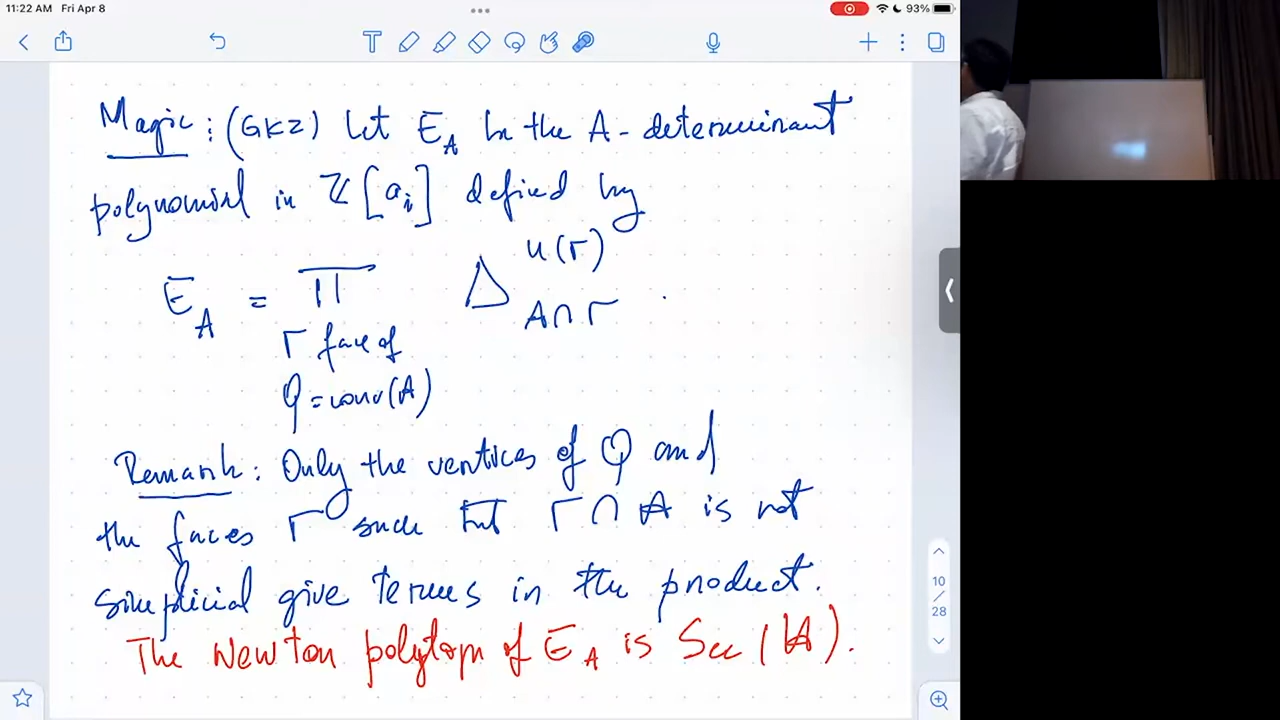 11:22 AM Fri Apr 8
93%
Magic : (GKZ) Let E_A be the A-determinant
polynomial in ℤ[a_i] defined by
E_A = ∏ Δ_{A∩Γ}^{u(Γ)} .
Γ face of
Q = conv(A)
Remark : Only the vertices of Q and
the faces Γ such that Γ ∩ A is not
simplicial give terms in the product.
The Newton polytop of E_A is Sec(A).
10
/
28